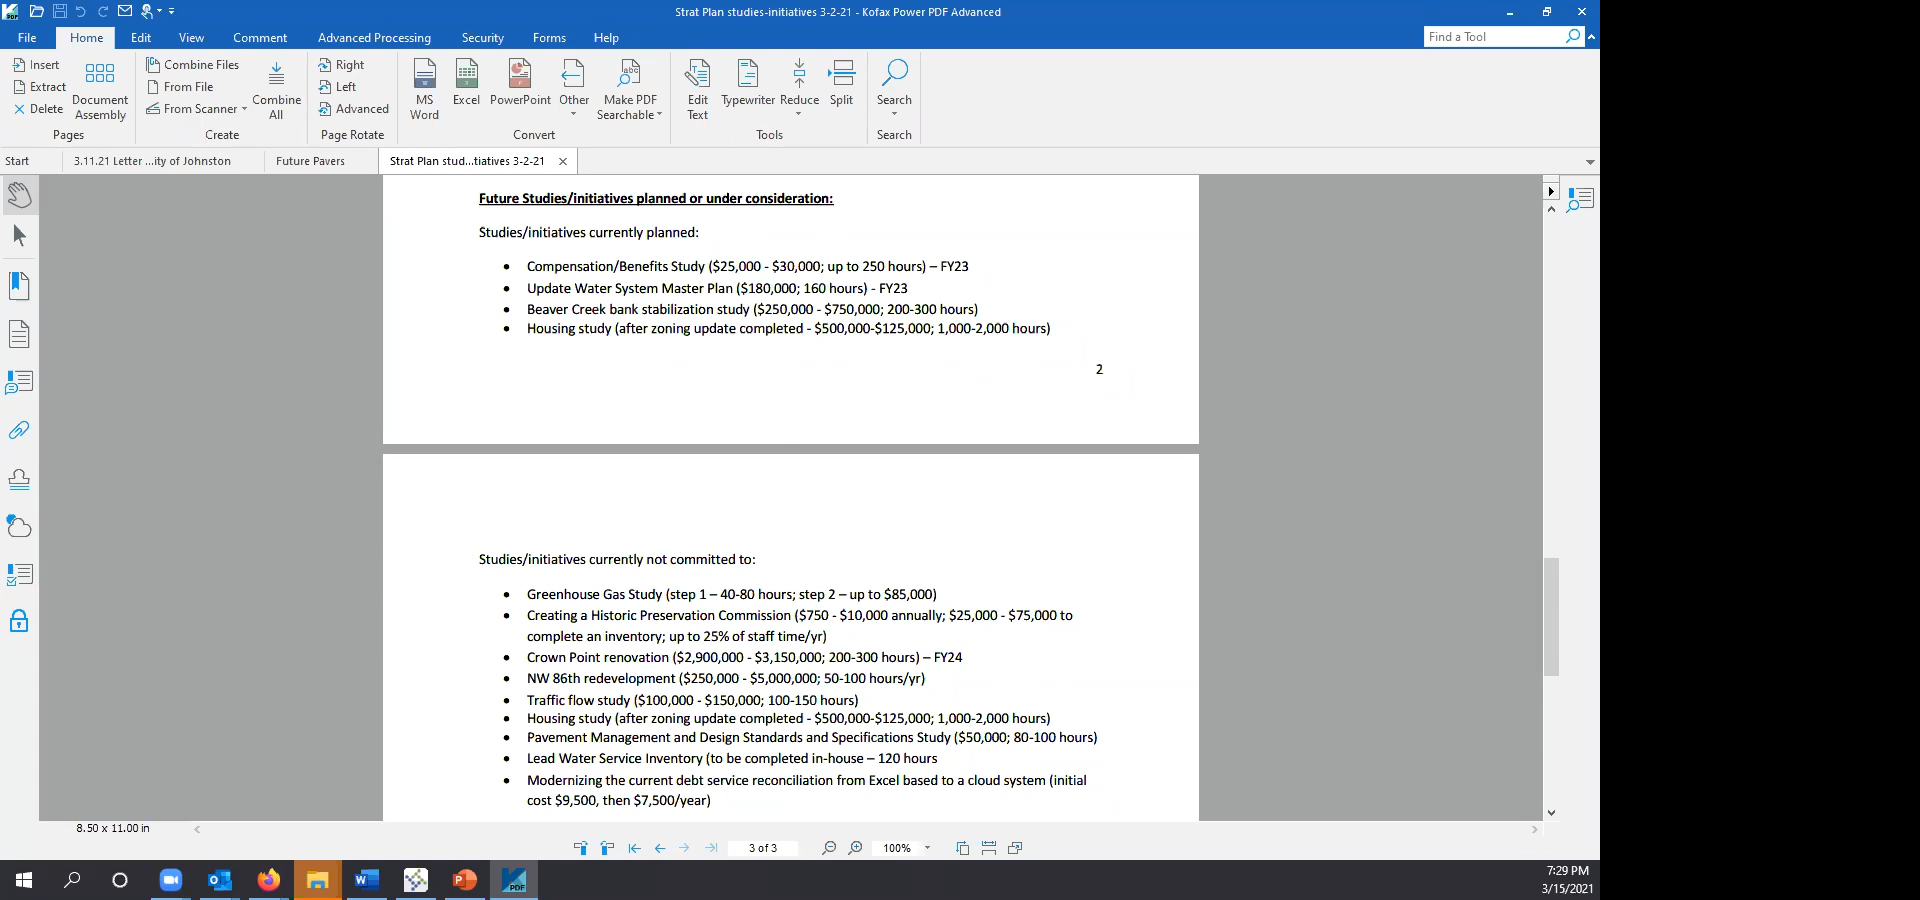 Strat Plan studies-initiatives 3-2-21 - Kofax Power PDF Advanced
File Home Edit View Comment Advanced Processing Security Forms Help
Find a Tool
Insert
Extract
Delete
Document
Assembly
Pages
Combine Files
From File
From Scanner
Combine
All
Create
Right
Left
Advanced
Page Rotate
MS
Word
Excel
PowerPoint
Other
Make PDF
Searchable
Convert
Edit
Text
Typewriter
Reduce
Split
Tools
Search
Search
Start
3.11.21 Letter ...ity of Johnston
Future Pavers
Strat Plan stud...tiatives 3-2-21
Future Studies/initiatives planned or under consideration:
Studies/initiatives currently planned:
• Compensation/Benefits Study ($25,000 - $30,000; up to 250 hours) – FY23
• Update Water System Master Plan ($180,000; 160 hours) - FY23
• Beaver Creek bank stabilization study ($250,000 - $750,000; 200-300 hours)
• Housing study (after zoning update completed - $500,000-$125,000; 1,000-2,000 hours)
2
Studies/initiatives currently not committed to:
• Greenhouse Gas Study (step 1 – 40-80 hours; step 2 – up to $85,000)
• Creating a Historic Preservation Commission ($750 - $10,000 annually; $25,000 - $75,000 to
complete an inventory; up to 25% of staff time/yr)
• Crown Point renovation ($2,900,000 - $3,150,000; 200-300 hours) – FY24
• NW 86th redevelopment ($250,000 - $5,000,000; 50-100 hours/yr)
• Traffic flow study ($100,000 - $150,000; 100-150 hours)
• Housing study (after zoning update completed - $500,000-$125,000; 1,000-2,000 hours)
• Pavement Management and Design Standards and Specifications Study ($50,000; 80-100 hours)
• Lead Water Service Inventory (to be completed in-house – 120 hours
• Modernizing the current debt service reconciliation from Excel based to a cloud system (initial
cost $9,500, then $7,500/year)
8.50 x 11.00 in
3 of 3
100%
7:29 PM
3/15/2021